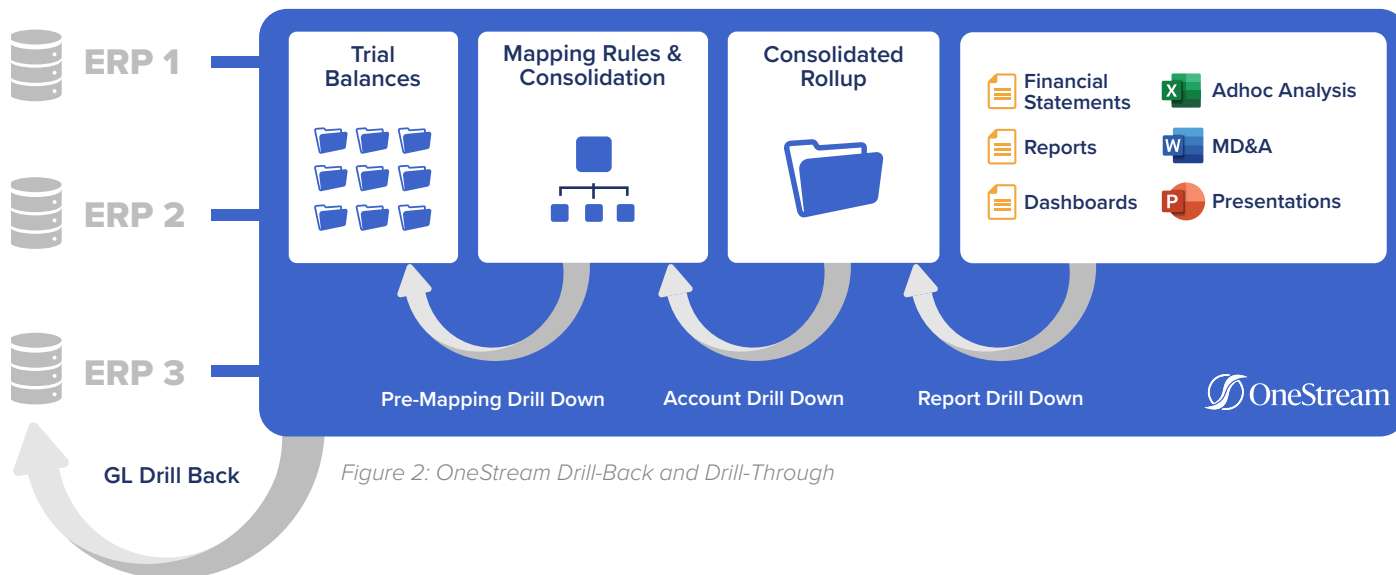 ERP 1
ERP 2
ERP 3
Trial
Balances
Mapping Rules &
Consolidation
Consolidated
Rollup
Financial
Statements
Reports
Dashboards
X
Adhoc Analysis
W
MD&A
P
Presentations
Pre-Mapping Drill Down
Account Drill Down
Report Drill Down
OneStream
GL Drill Back
Figure 2: OneStream Drill-Back and Drill-Through